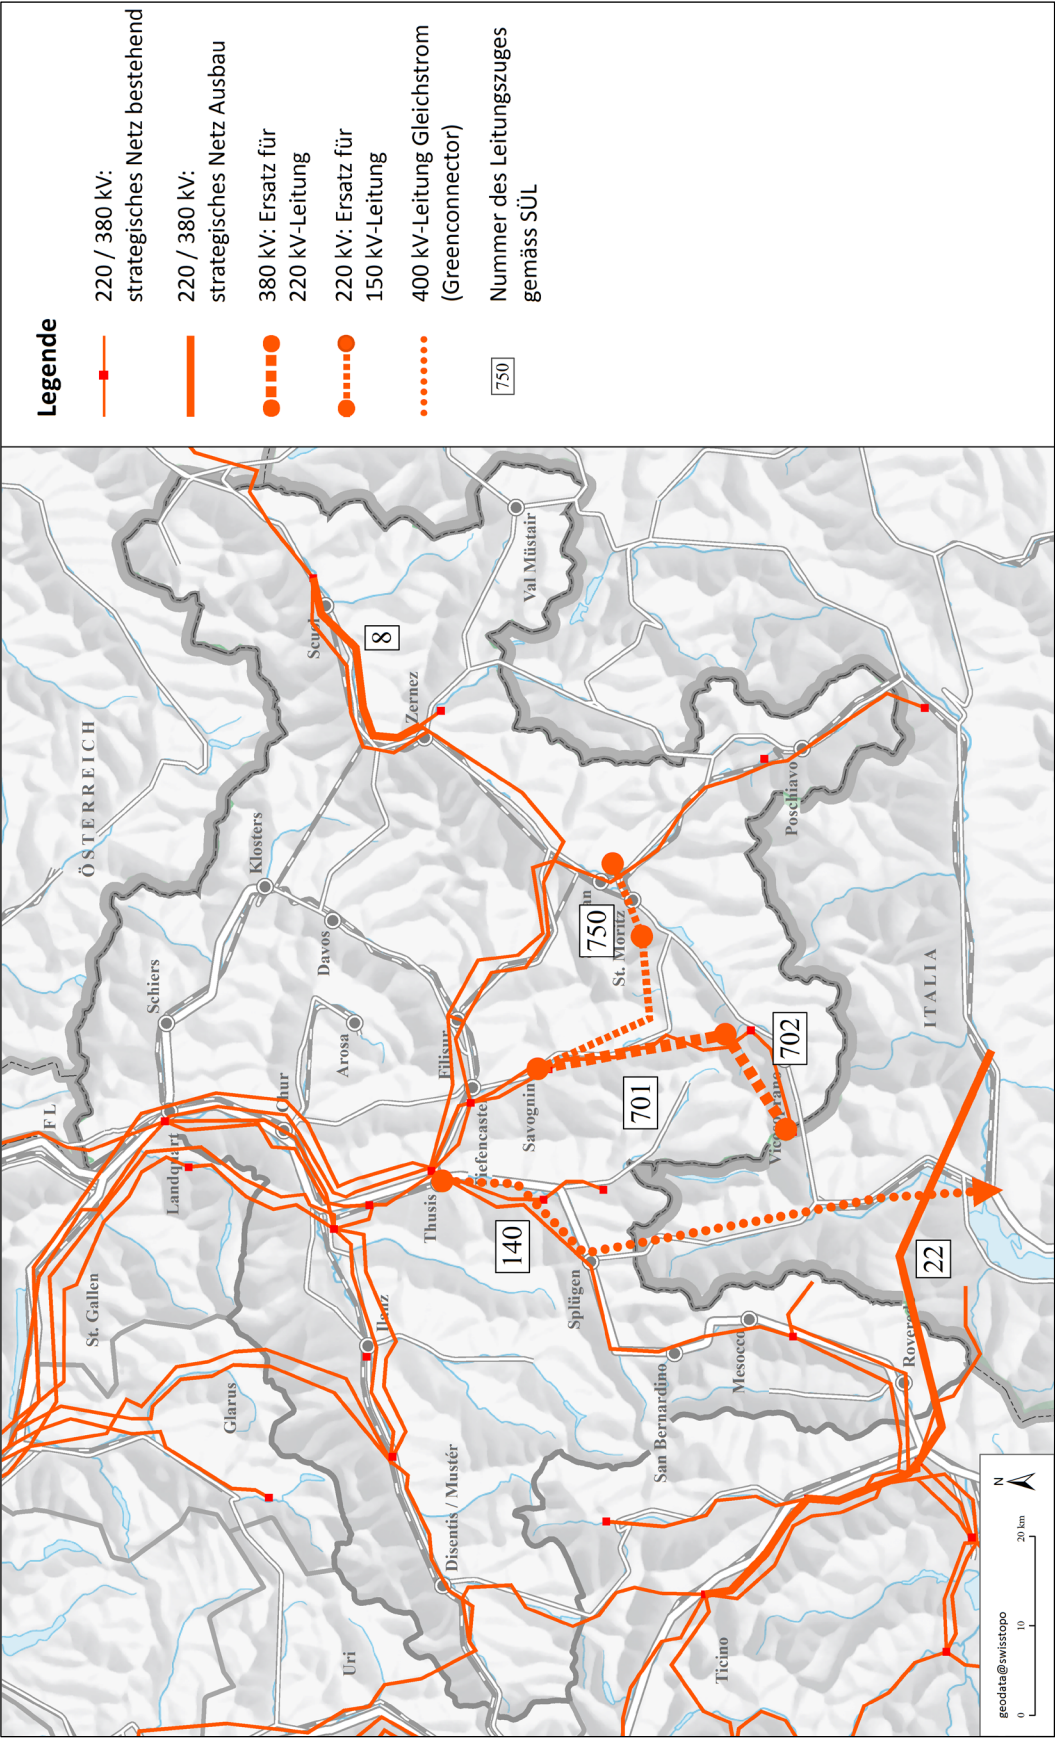 Legende
220 / 380 kV:
strategisches Netz bestehend
220 / 380 kV:
strategisches Netz Ausbau
380 kV: Ersatz für
220 kV-Leitung
220 kV: Ersatz für
150 kV-Leitung
400 kV-Leitung Gleichstrom
(Greenconnector)
750
Nummer des Leitungszuges
gemäss SÜL
FL
ÖSTERREICH
St. Gallen
Landquart
Schiers
Glarus
Klosters
Chur
Davos
Arosa
Scuol
8
Uri
Ilanz
Zernez
Thusis
Filisur
Disentis / Mustér
Tiefencastel
140
Savognin
Val Müstair
Splügen
750
St. Moritz
701
San Bernardino
702
Mesocco
Poschiavo
Ticino
22
ITALIA
geodata@swisstopo
N
0
10
20 km